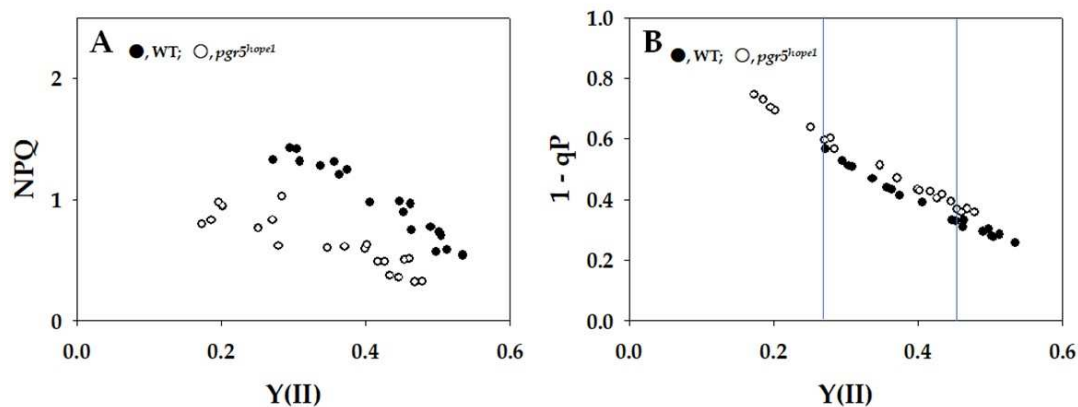 A
●, WT; ○, pgr5hope1
NPQ
2
1
0
0.0 0.2 0.4 0.6
Y(II)
B
●, WT; ○, pgr5hope1
1 - qP
1.0
0.8
0.6
0.4
0.2
0.0
0.0 0.2 0.4 0.6
Y(II)